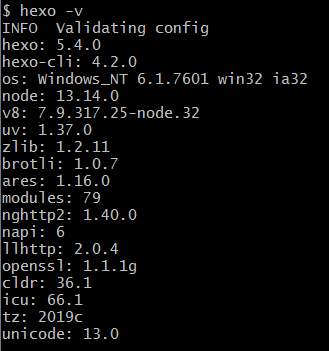 $ hexo -v
INFO  Validating config
hexo: 5.4.0
hexo-cli: 4.2.0
os: Windows_NT 6.1.7601 win32 ia32
node: 13.14.0
v8: 7.9.317.25-node.32
uv: 1.37.0
zlib: 1.2.11
brotli: 1.0.7
ares: 1.16.0
modules: 79
nghttp2: 1.40.0
napi: 6
llhttp: 2.0.4
openssl: 1.1.1g
cldr: 36.1
icu: 66.1
tz: 2019c
unicode: 13.0